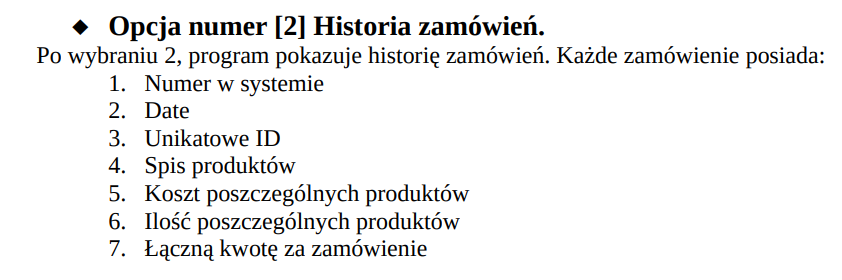 ◆ Opcja numer [2] Historia zamówień.
Po wybraniu 2, program pokazuje historię zamówień. Każde zamówienie posiada:
1. Numer w systemie
2. Date
3. Unikatowe ID
4. Spis produktów
5. Koszt poszczególnych produktów
6. Ilość poszczególnych produktów
7. Łączną kwotę za zamówienie